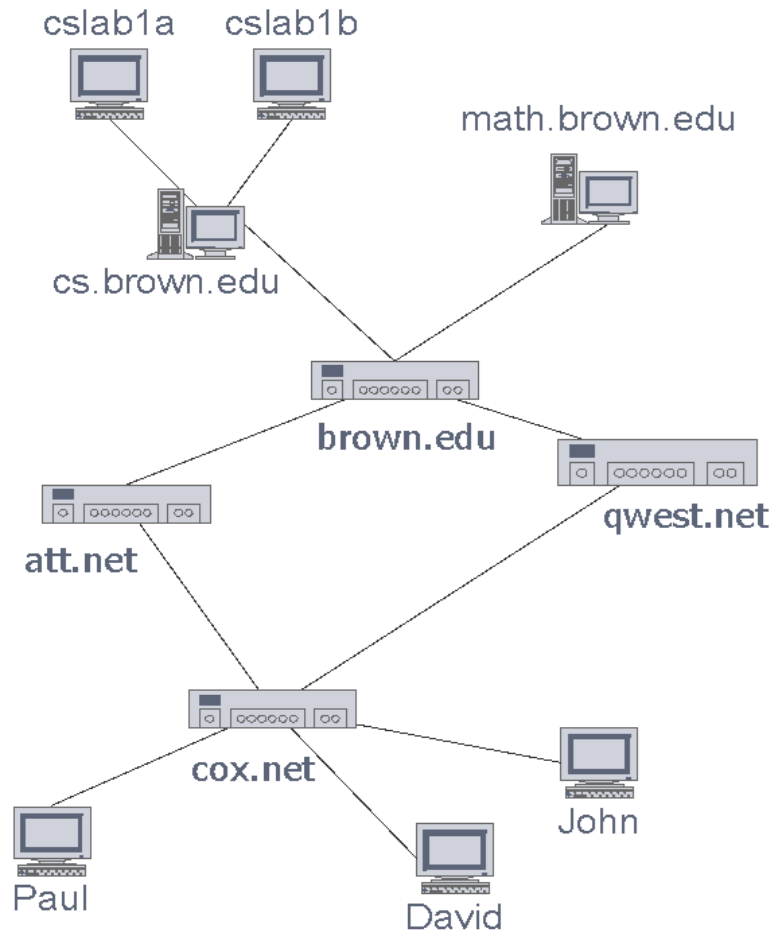 cslab1a
cslab1b
math.brown.edu
cs.brown.edu
brown.edu
qwest.net
att.net
cox.net
John
Paul
David